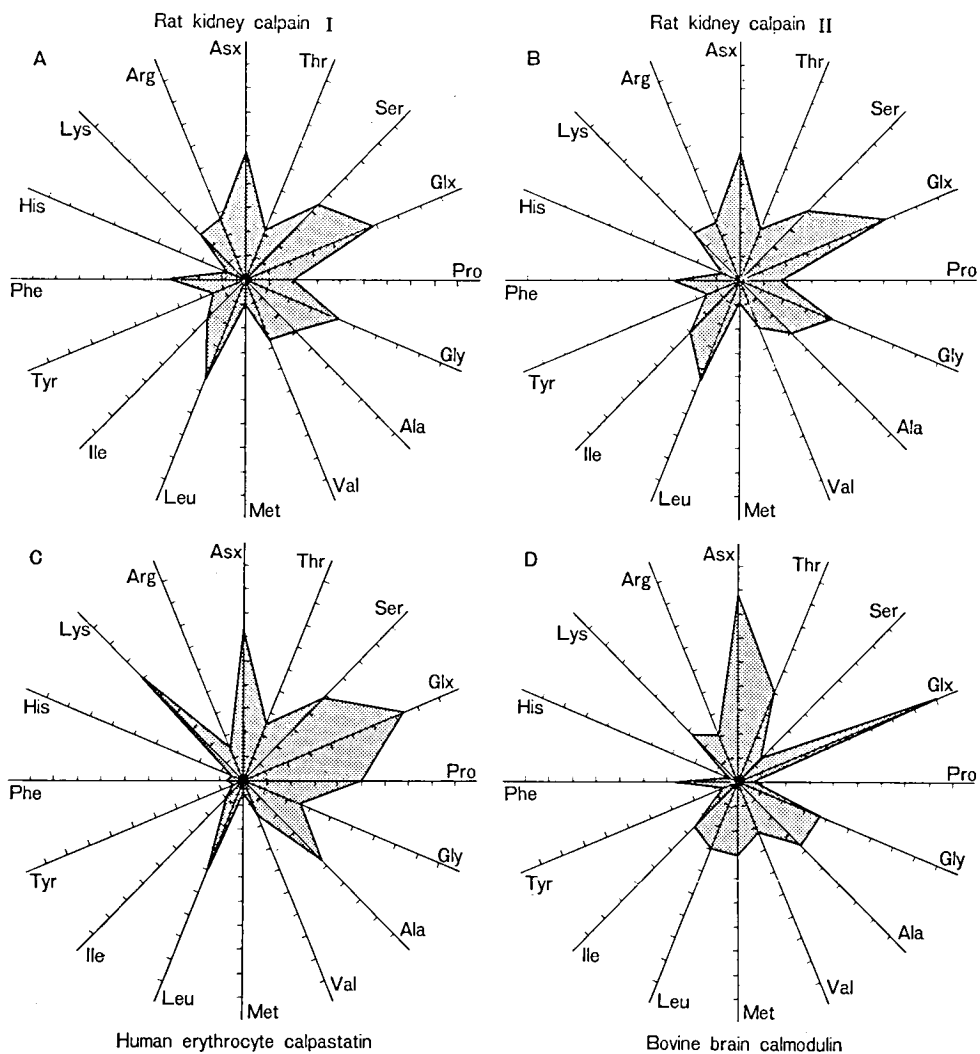 Rat kidney calpain I
Rat kidney calpain II
A
Asx
Thr
Ser
Glx
Pro
Gly
Ala
Val
Met
Leu
Ile
Tyr
Phe
His
Lys
Arg
B
Asx
Thr
Ser
Glx
Pro
Gly
Ala
Val
Met
Leu
Ile
Tyr
Phe
His
Lys
Arg
C
Asx
Thr
Ser
Glx
Pro
Gly
Ala
Val
Met
Leu
Ile
Tyr
Phe
His
Lys
Arg
D
Asx
Thr
Ser
Glx
Pro
Gly
Ala
Val
Met
Leu
Ile
Tyr
Phe
His
Lys
Arg
Human erythrocyte calpastatin
Bovine brain calmodulin